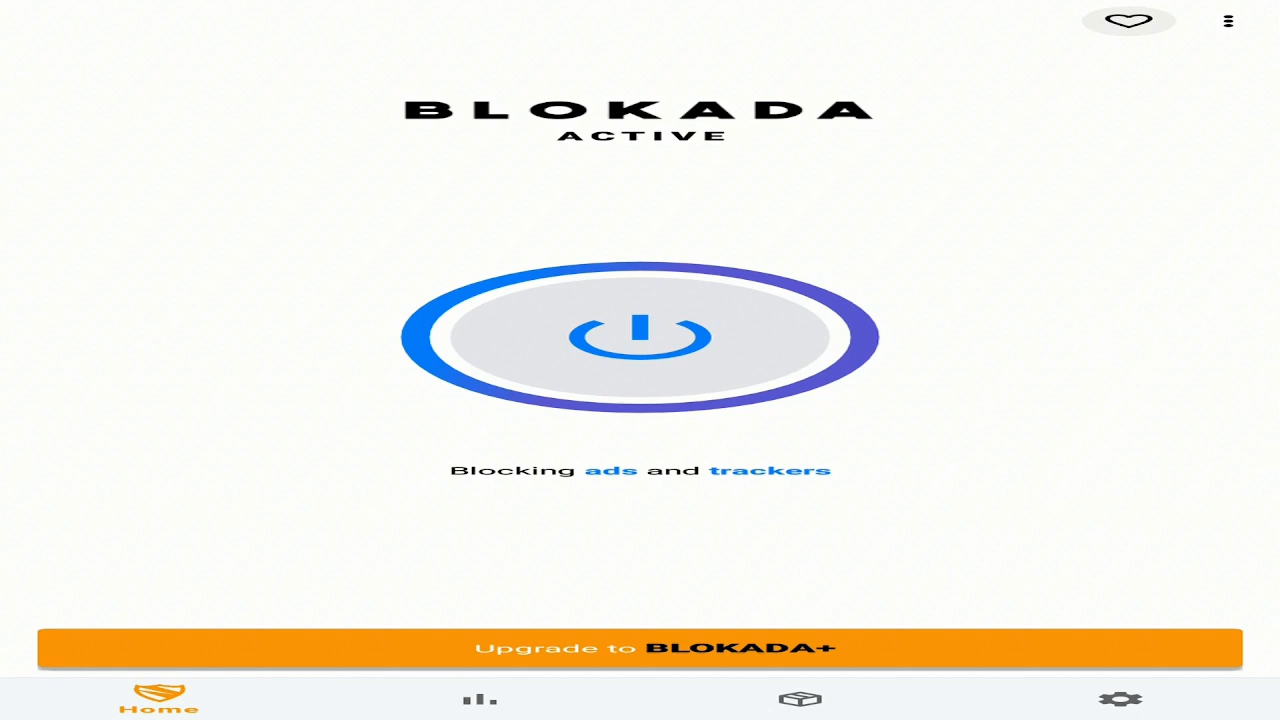 BLOKADA
ACTIVE
Blocking ads and trackers
Upgrade to BLOKADA+
Home